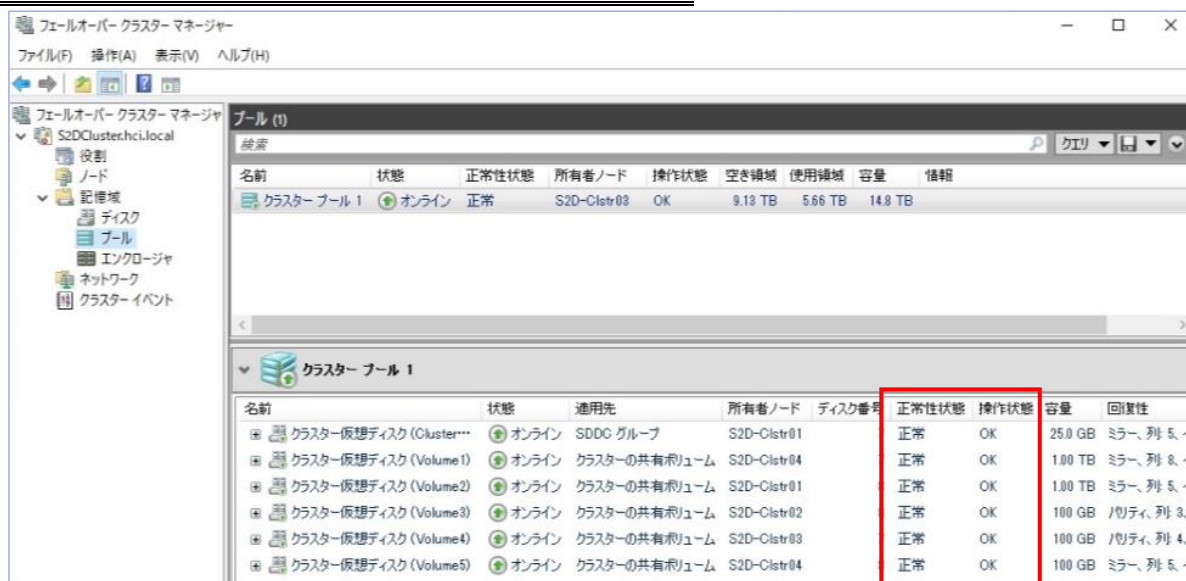 フェールオーバー クラスター マネージャー
ファイル(F) 操作(A) 表示(V) ヘルプ(H)
フェールオーバー クラスター マネージャ
S2DCluster.hci.local
役割
ノード
記憶域
ディスク
プール
エンクロージャ
ネットワーク
クラスター イベント
プール (1)
検索 クエリ
名前 状態 正常性状態 所有者ノード 操作状態 空き領域 使用領域 容量 情報
クラスター プール 1 オンライン 正常 S2D-Clstr03 OK 9.13 TB 5.66 TB 14.8 TB
クラスター プール 1
名前 状態 適用先 所有者ノード ディスク番号 正常性状態 操作状態 容量 回復性
クラスター仮想ディスク (Cluster… オンライン SDDC グループ S2D-Clstr01 正常 OK 25.0 GB ミラー、列: 5、
クラスター仮想ディスク (Volume1) オンライン クラスターの共有ボリューム S2D-Clstr04 正常 OK 1.00 TB ミラー、列: 8、
クラスター仮想ディスク (Volume2) オンライン クラスターの共有ボリューム S2D-Clstr01 正常 OK 1.00 TB ミラー、列: 5、
クラスター仮想ディスク (Volume3) オンライン クラスターの共有ボリューム S2D-Clstr02 正常 OK 100 GB パリティ、列: 3、
クラスター仮想ディスク (Volume4) オンライン クラスターの共有ボリューム S2D-Clstr03 正常 OK 100 GB パリティ、列: 4、
クラスター仮想ディスク (Volume5) オンライン クラスターの共有ボリューム S2D-Clstr04 正常 OK 100 GB ミラー、列: 5、